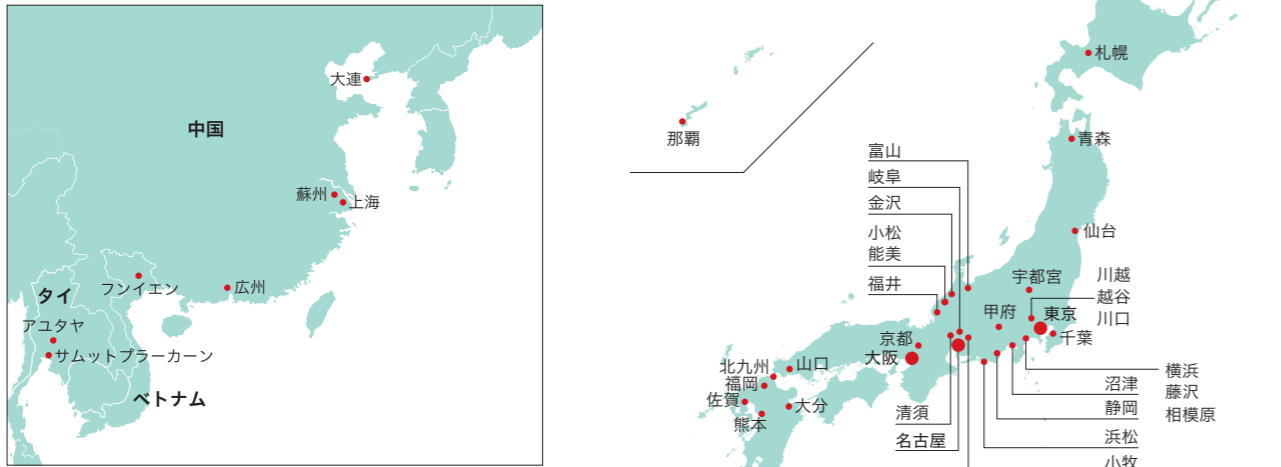 大連
中国
蘇州
上海
フンイエン
広州
タイ
アユタヤ
サムットプラーカーン
ベトナム
那覇
札幌
青森
仙台
富山
岐阜
金沢
小松
能美
福井
宇都宮
川越
越谷
川口
甲府
東京
千葉
京都
大阪
北九州
山口
福岡
佐賀
大分
熊本
清須
名古屋
横浜
藤沢
相模原
沼津
静岡
浜松
小牧